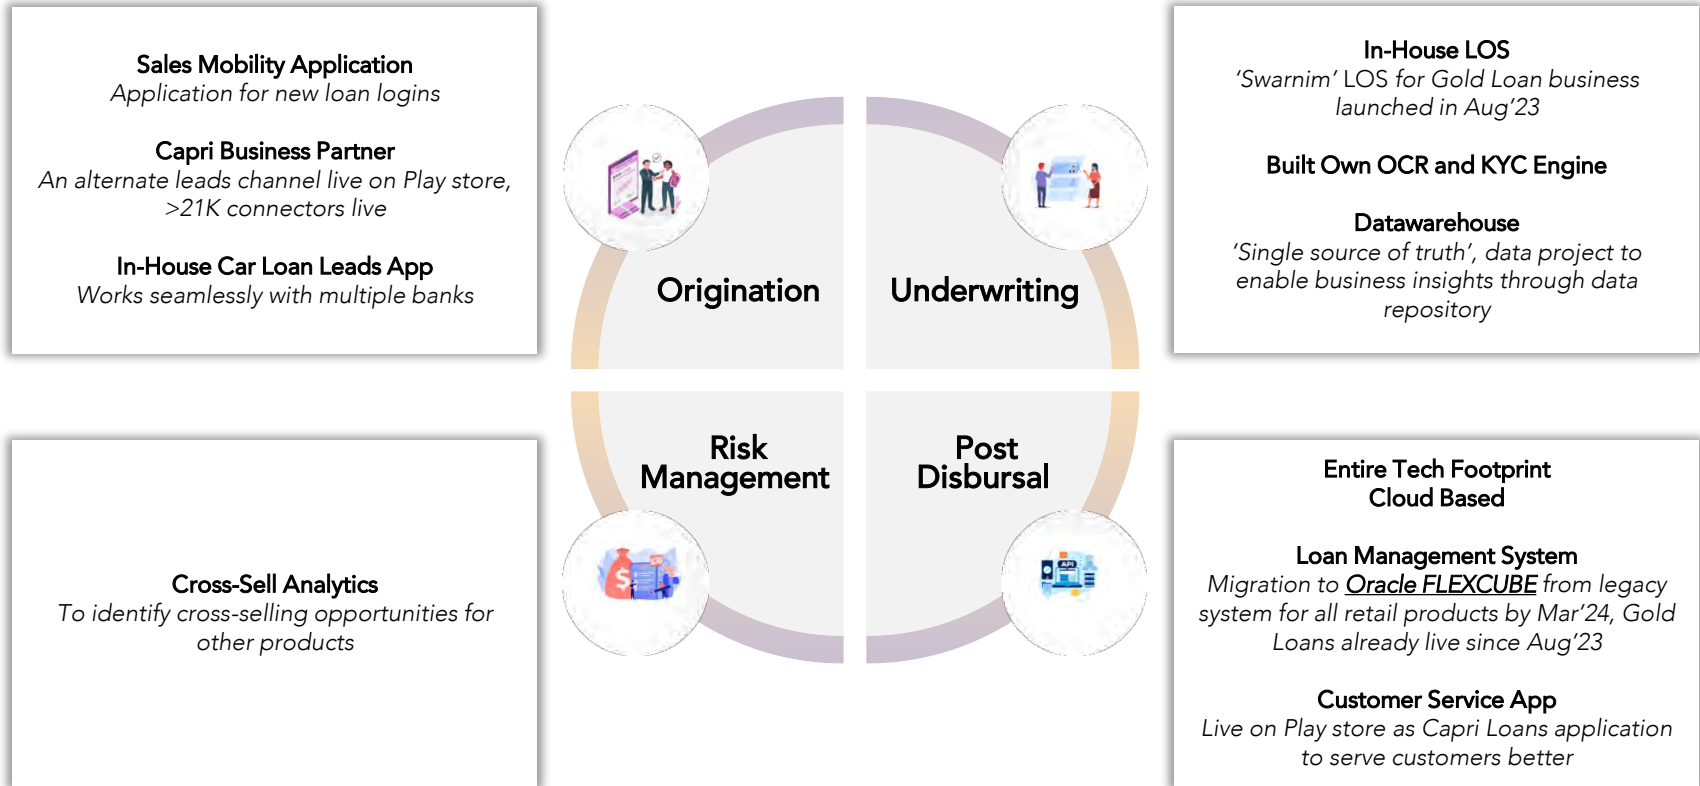 Sales Mobility Application
Application for new loan logins
Capri Business Partner
An alternate leads channel live on Play store,
>21K connectors live
In-House Car Loan Leads App
Works seamlessly with multiple banks
In-House LOS
‘Swarnim’ LOS for Gold Loan business
launched in Aug’23
Built Own OCR and KYC Engine
Datawarehouse
‘Single source of truth’, data project to
enable business insights through data
repository
Origination
Underwriting
Risk
Management
Post
Disbursal
API
Cross-Sell Analytics
To identify cross-selling opportunities for
other products
Entire Tech Footprint
Cloud Based
Loan Management System
Migration to Oracle FLEXCUBE from legacy
system for all retail products by Mar’24, Gold
Loans already live since Aug’23
Customer Service App
Live on Play store as Capri Loans application
to serve customers better